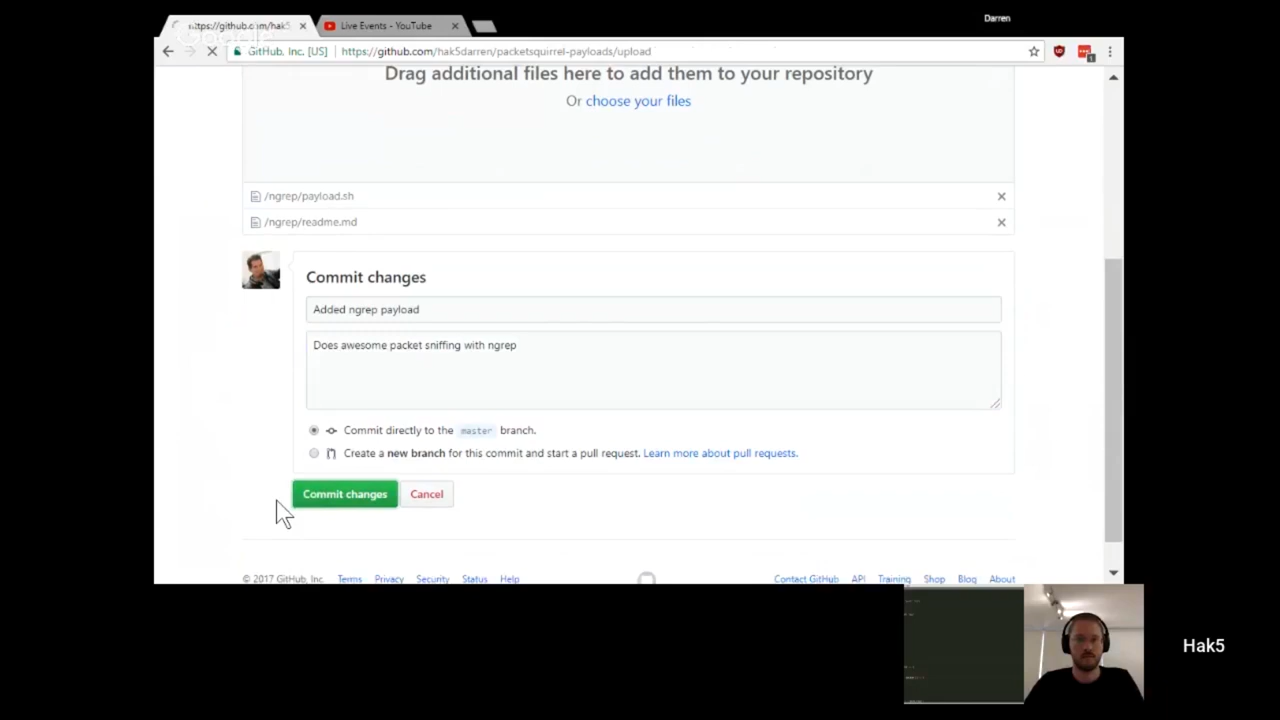 Darren
https://github.com/hak5
Live Events - YouTube
GitHub, Inc. [US]
https://github.com/hak5darren/packetsquirrel-payloads/upload
Drag additional files here to add them to your repository
Or choose your files
/ngrep/payload.sh
/ngrep/readme.md
Commit changes
Added ngrep payload
Does awesome packet sniffing with ngrep
Commit directly to the master branch.
Create a new branch for this commit and start a pull request. Learn more about pull requests.
Commit changes
Cancel
© 2017 GitHub, Inc. Terms Privacy Security Status Help
Contact GitHub API Training Shop Blog About
Hak5